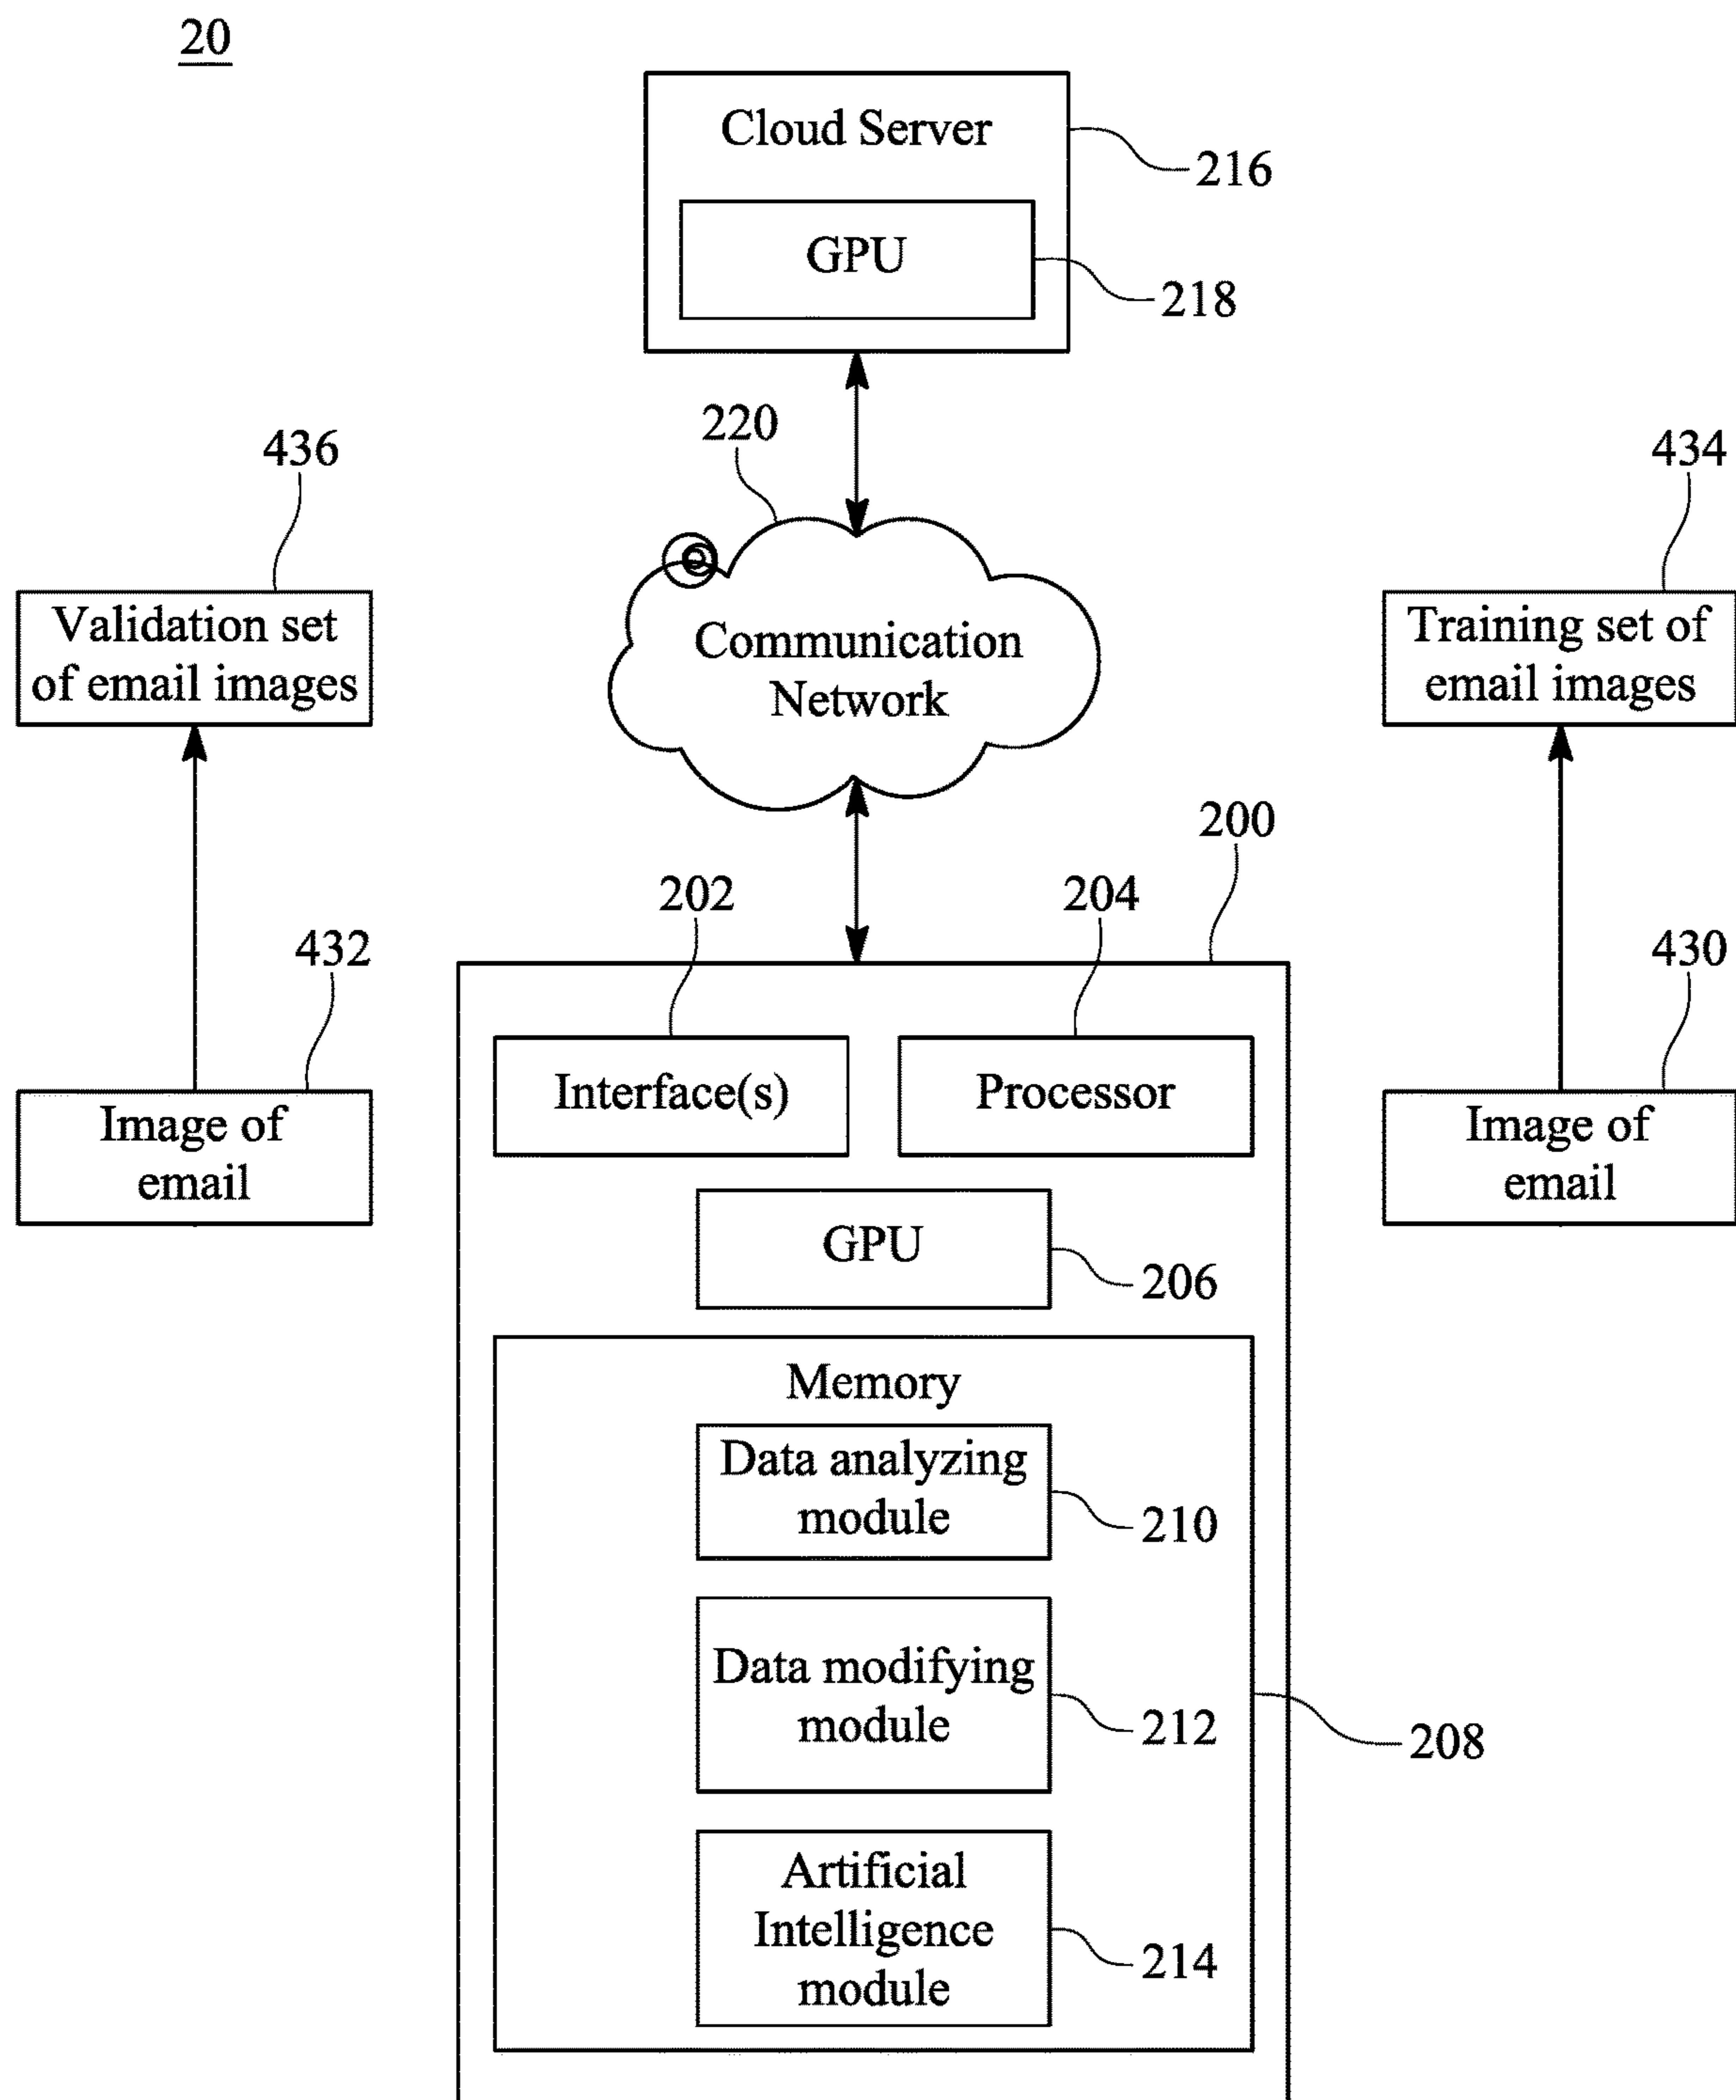 20
Cloud Server
216
GPU
218
220
436
434
Validation set
of email images
Communication
Network
Training set of
email images
200
202
204
432
430
Interface(s)
Processor
Image of
email
Image of
email
GPU
206
Memory
Data analyzing
module
210
Data modifying
module
212
208
Artificial
Intelligence
module
214